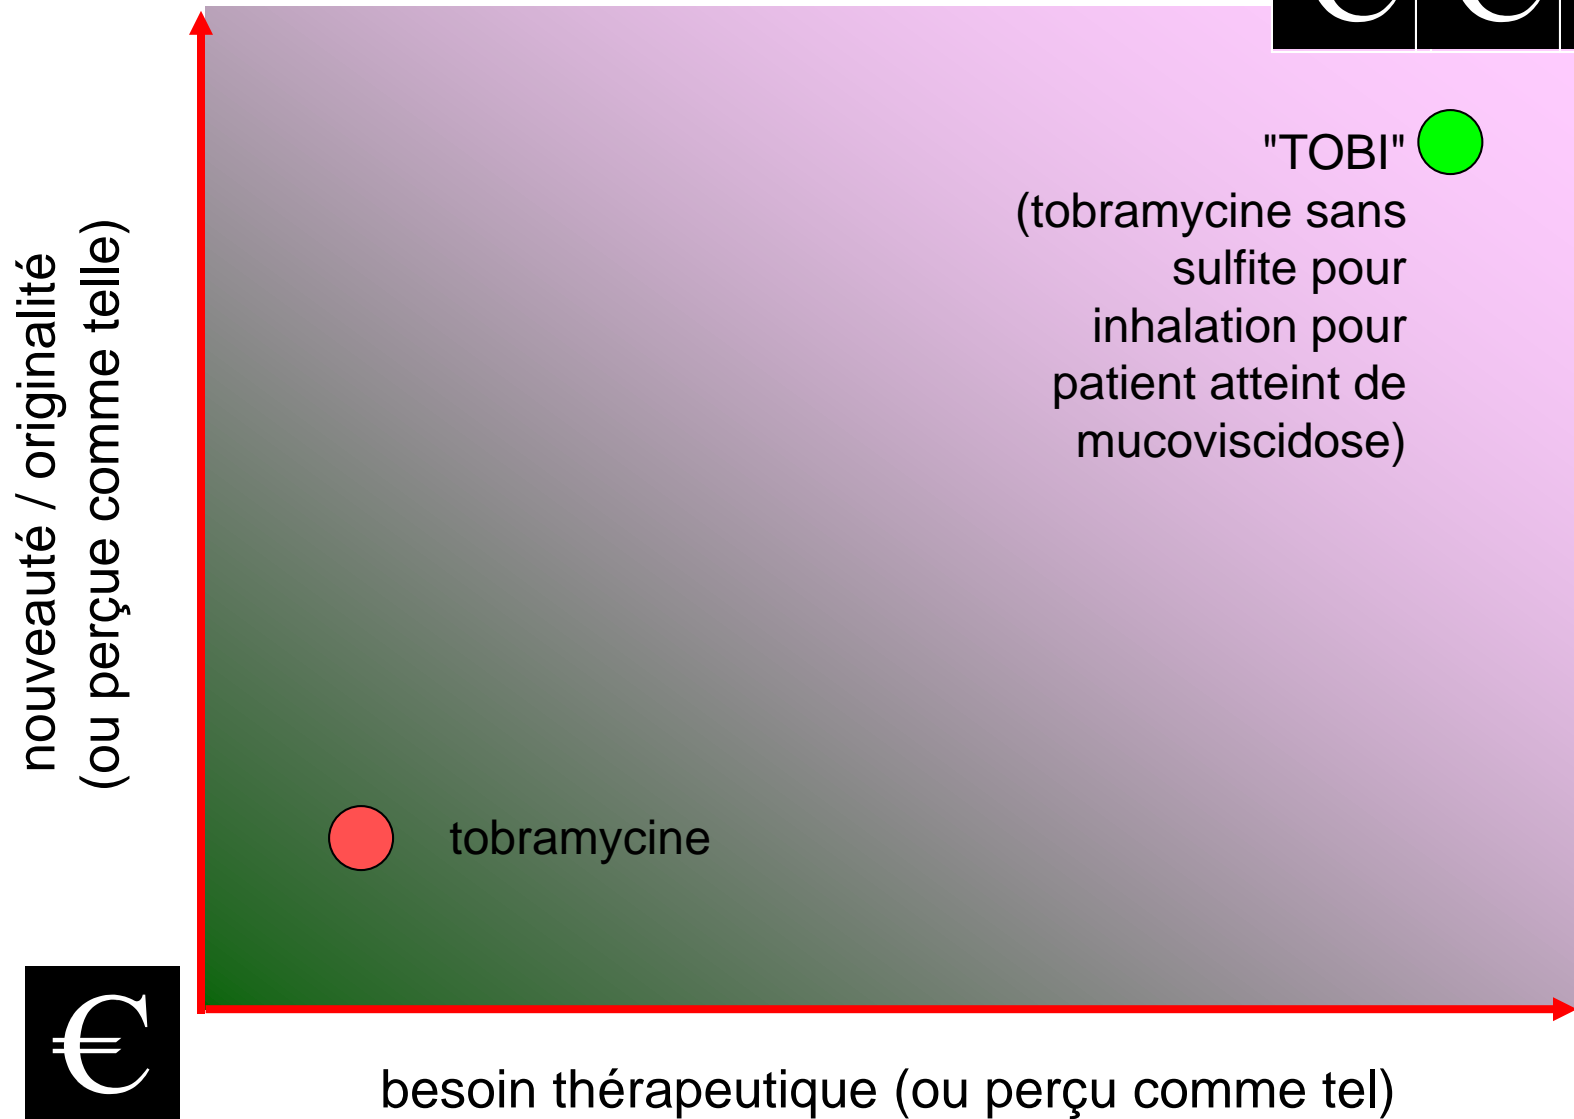 € €
"TOBI"
(tobramycine sans
sulfite pour
inhalation pour
patient atteint de
mucoviscidose)
nouveauté / originalité
(ou perçue comme telle)
tobramycine
€
besoin thérapeutique (ou perçu comme tel)